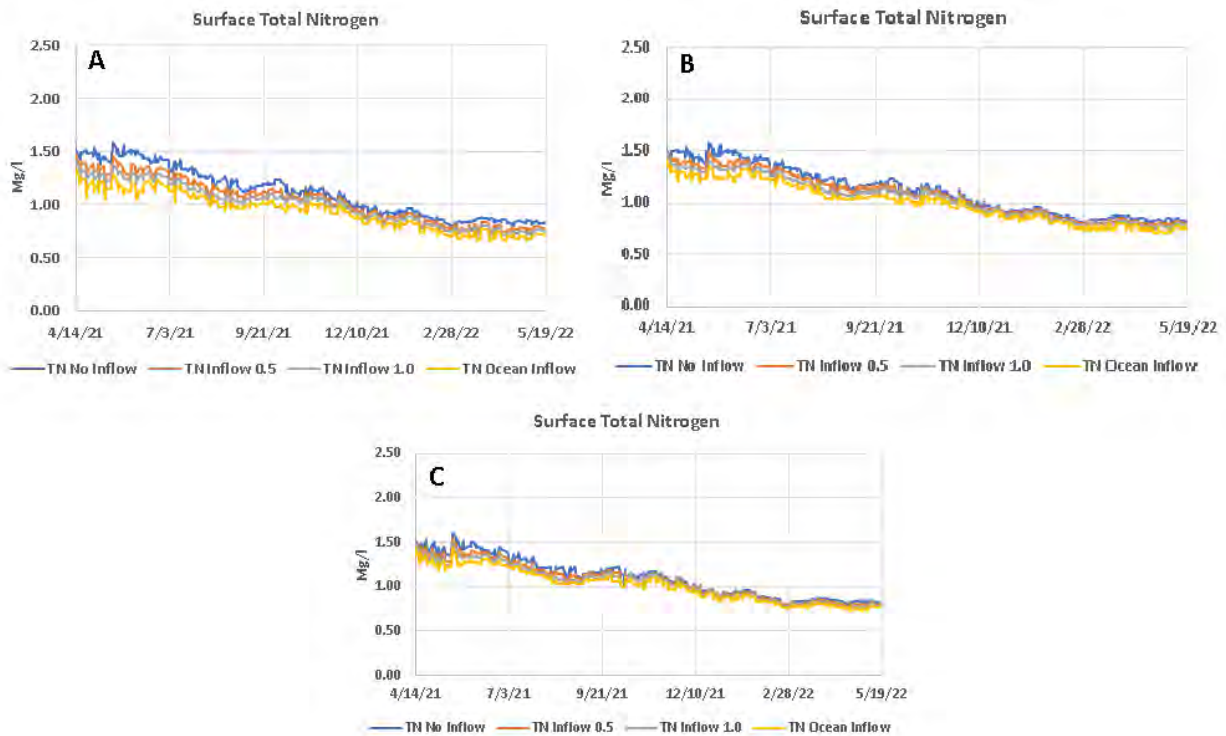 Surface Total Nitrogen
A
Mg/l
2.50
2.00
1.50
1.00
0.50
0.00
4/14/21 7/3/21 9/21/21 12/10/21 2/28/22 5/19/22
TN No Inflow TN Inflow 0.5 TN Inflow 1.0 TN Ocean Inflow
Surface Total Nitrogen
B
Mg/l
2.50
2.00
1.50
1.00
0.50
0.00
4/14/21 7/3/21 9/21/21 12/10/21 2/28/22 5/19/22
TN No Inflow TN Inflow 0.5 TN Inflow 1.0 TN Ocean Inflow
Surface Total Nitrogen
C
Mg/l
2.50
2.00
1.50
1.00
0.50
0.00
4/14/21 7/3/21 9/21/21 12/10/21 2/28/22 5/19/22
TN No Inflow TN Inflow 0.5 TN Inflow 1.0 TN Ocean Inflow